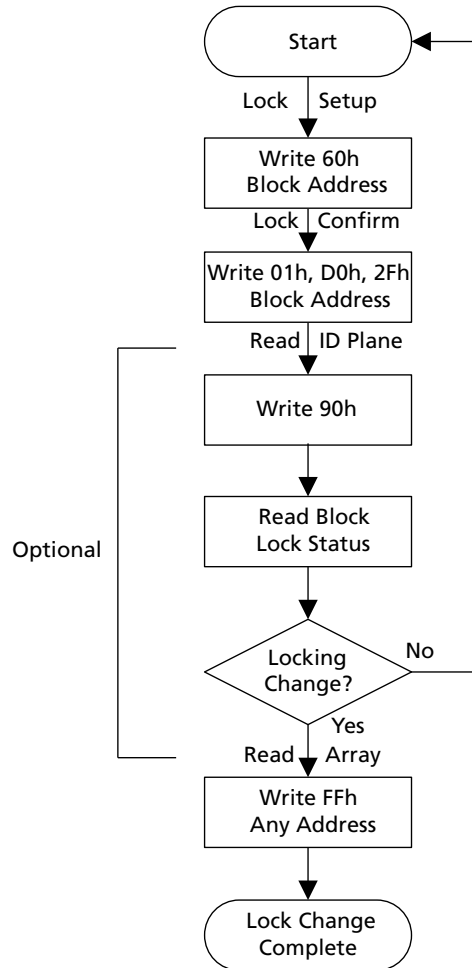 Start
Lock Setup
Write 60h
Block Address
Lock Confirm
Write 01h, D0h, 2Fh
Block Address
Read ID Plane
Write 90h
Read Block
Lock Status
Optional
Locking
Change?
No
Yes
Read Array
Write FFh
Any Address
Lock Change
Complete